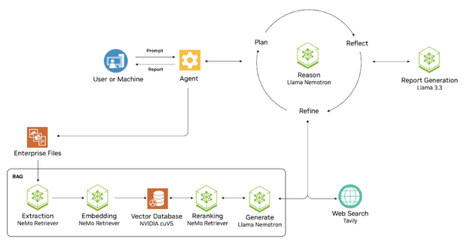 Prompt
Report
User or Machine
Agent
Plan
Reflect
Reason
Llama Nemotron
Refine
Report Generation
Llama 3.3
Enterprise Files
RAG
Extraction
NeMo Retriever
Embedding
NeMo Retriever
Vector Database
NVIDIA cuVS
Reranking
NeMo Retriever
Generate
Llama Nemotron
Web Search
Tavily